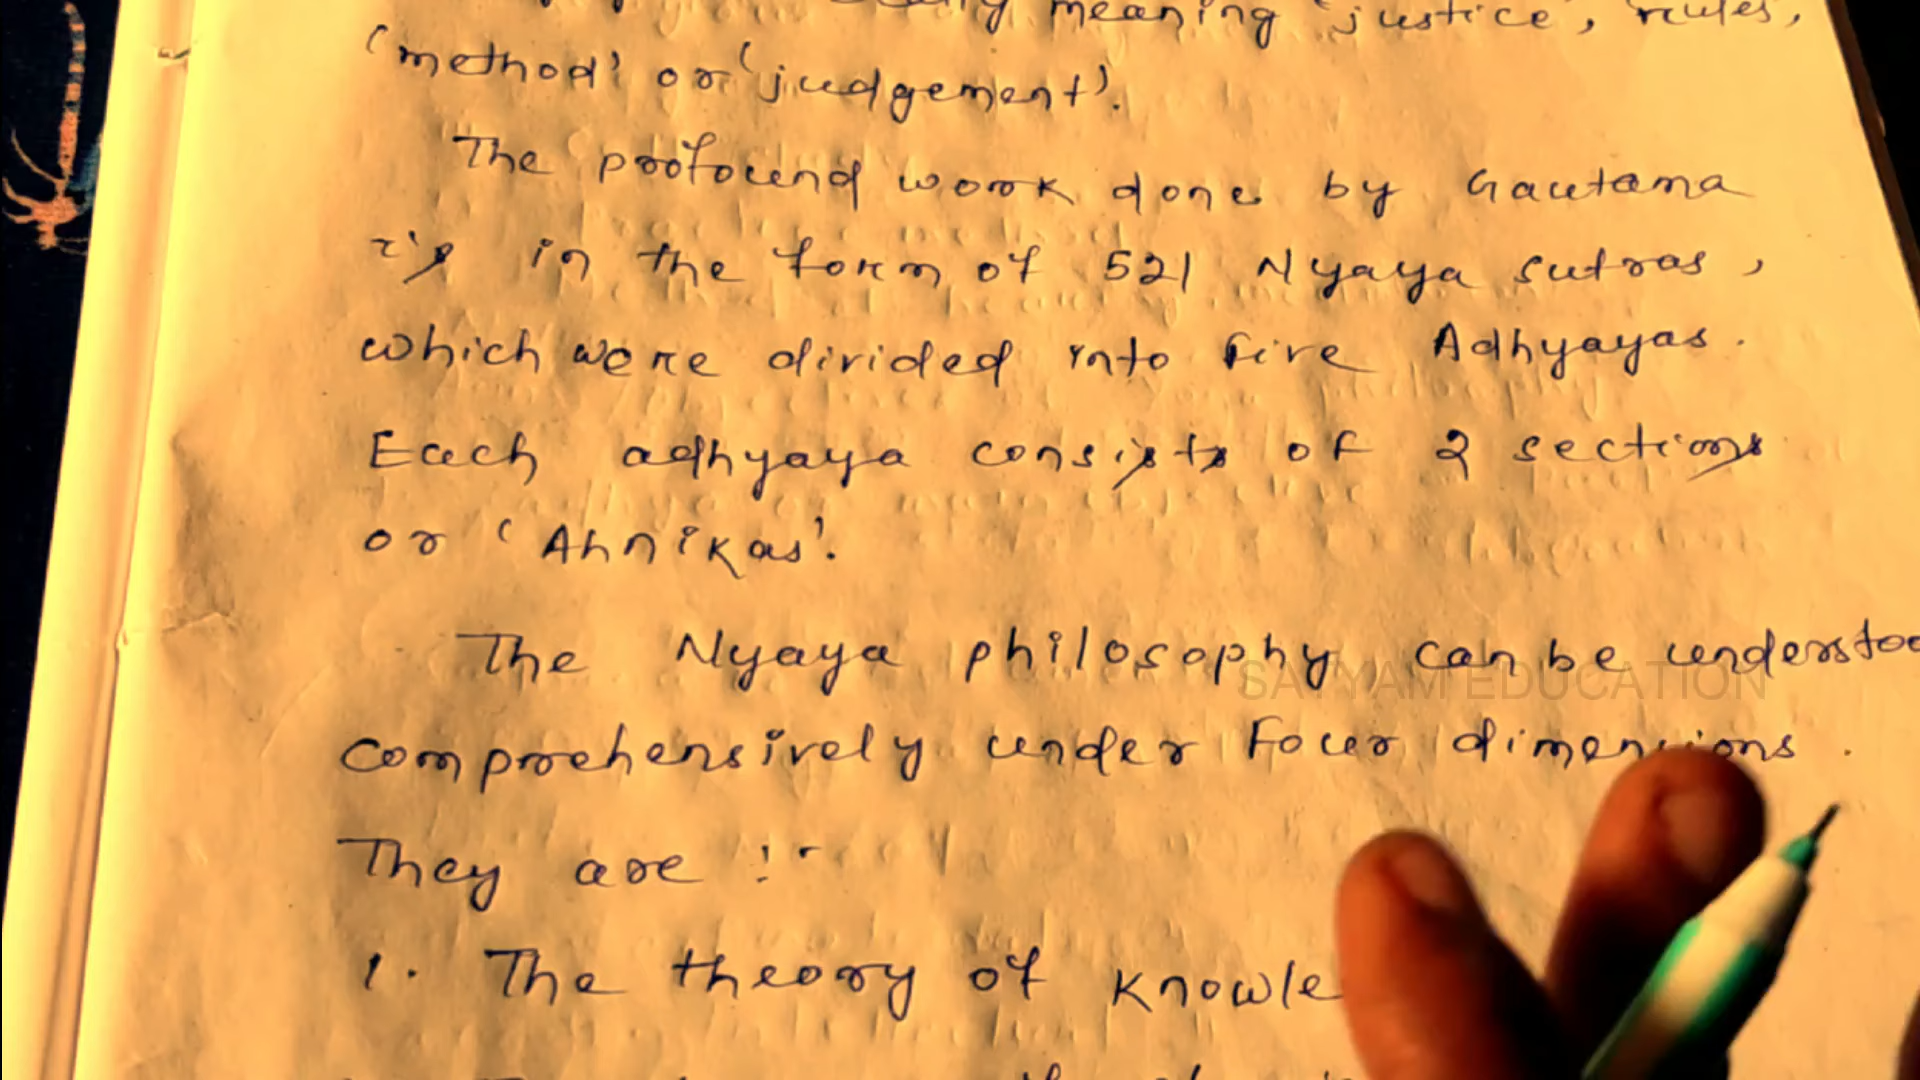 meaning 'justice', rules,
'method' or 'judgement'.
The profound work done by Gautama
is in the form of 521 Nyaya sutras,
which were divided into five Adhyayas.
Each adhyaya consists of 2 sections
or 'Ahnikas'.
The Nyaya philosophy can be understoo
SATYAM EDUCATION
comprehensively under Four dimensions.
They are :-
1. The theory of knowle